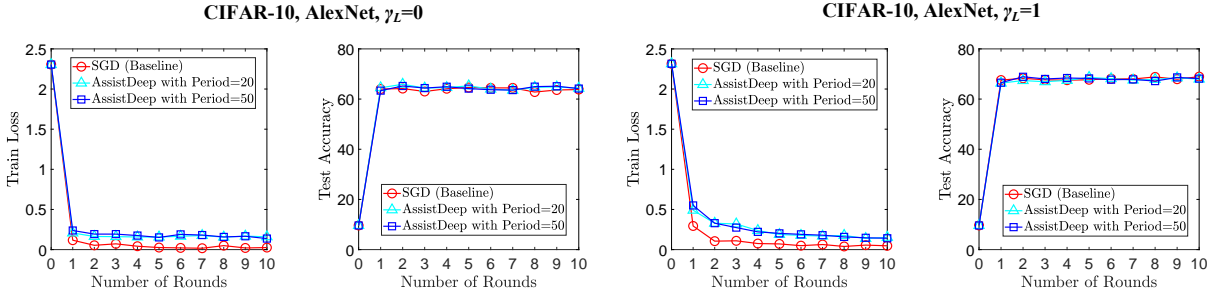 CIFAR-10, AlexNet, γL=0
CIFAR-10, AlexNet, γL=1
2.5
2
1.5
1
0.5
0
Train Loss
SGD (Baseline)
AssistDeep with Period=20
AssistDeep with Period=50
0 1 2 3 4 5 6 7 8 9 10
Number of Rounds
80
60
40
20
0
Test Accuracy
SGD (Baseline)
AssistDeep with Period=20
AssistDeep with Period=50
0 1 2 3 4 5 6 7 8 9 10
Number of Rounds
2.5
2
1.5
1
0.5
0
Train Loss
SGD (Baseline)
AssistDeep with Period=20
AssistDeep with Period=50
0 1 2 3 4 5 6 7 8 9 10
Number of Rounds
80
60
40
20
0
Test Accuracy
SGD (Baseline)
AssistDeep with Period=20
AssistDeep with Period=50
0 1 2 3 4 5 6 7 8 9 10
Number of Rounds